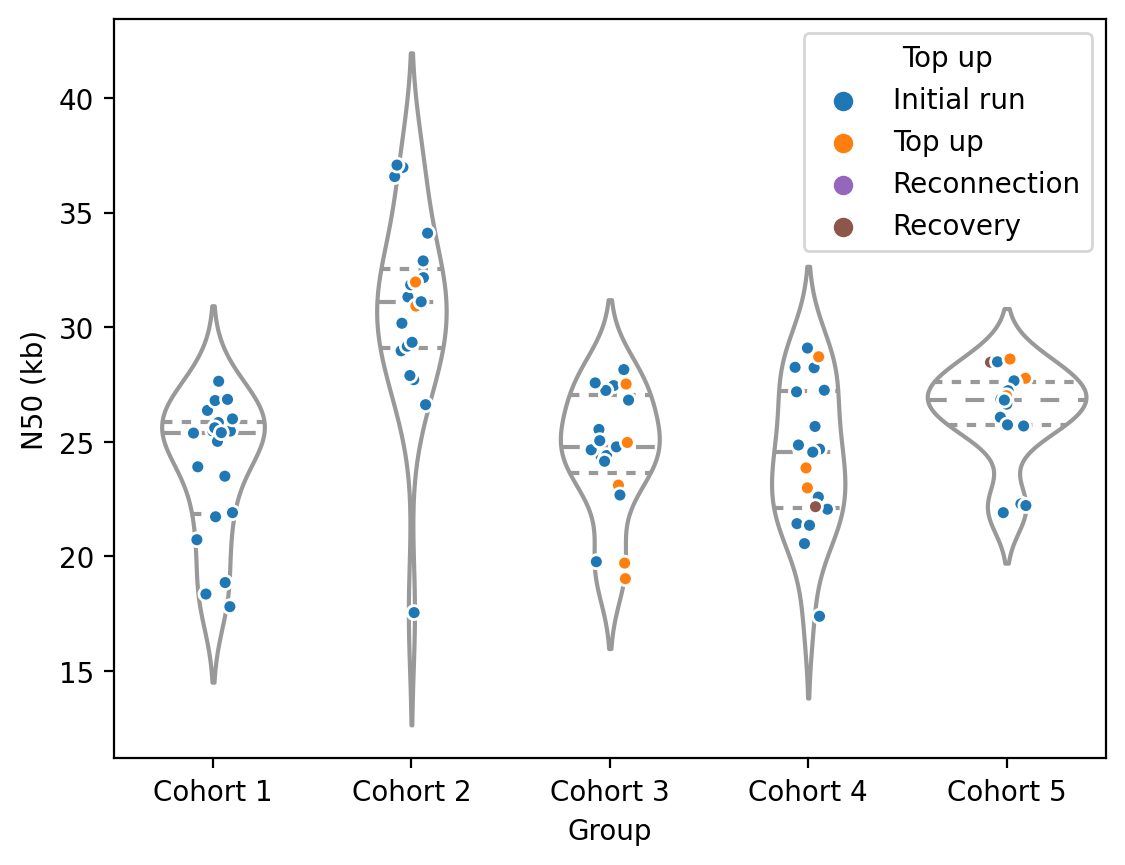 Top up
Initial run
Top up
Reconnection
Recovery
N50 (kb)
40
35
30
25
20
15
Cohort 1 Cohort 2 Cohort 3 Cohort 4 Cohort 5
Group